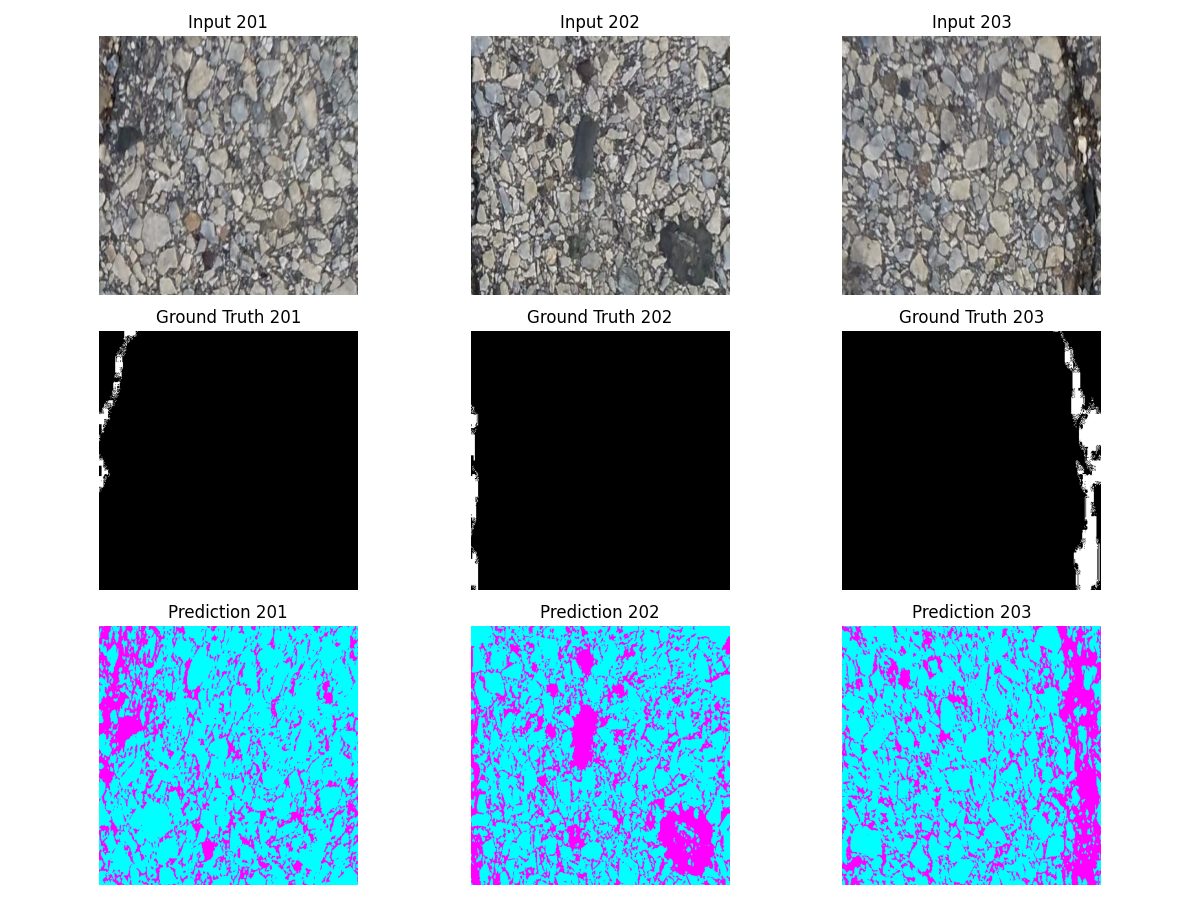 Input 201
Input 202
Input 203
Ground Truth 201
Ground Truth 202
Ground Truth 203
Prediction 201
Prediction 202
Prediction 203